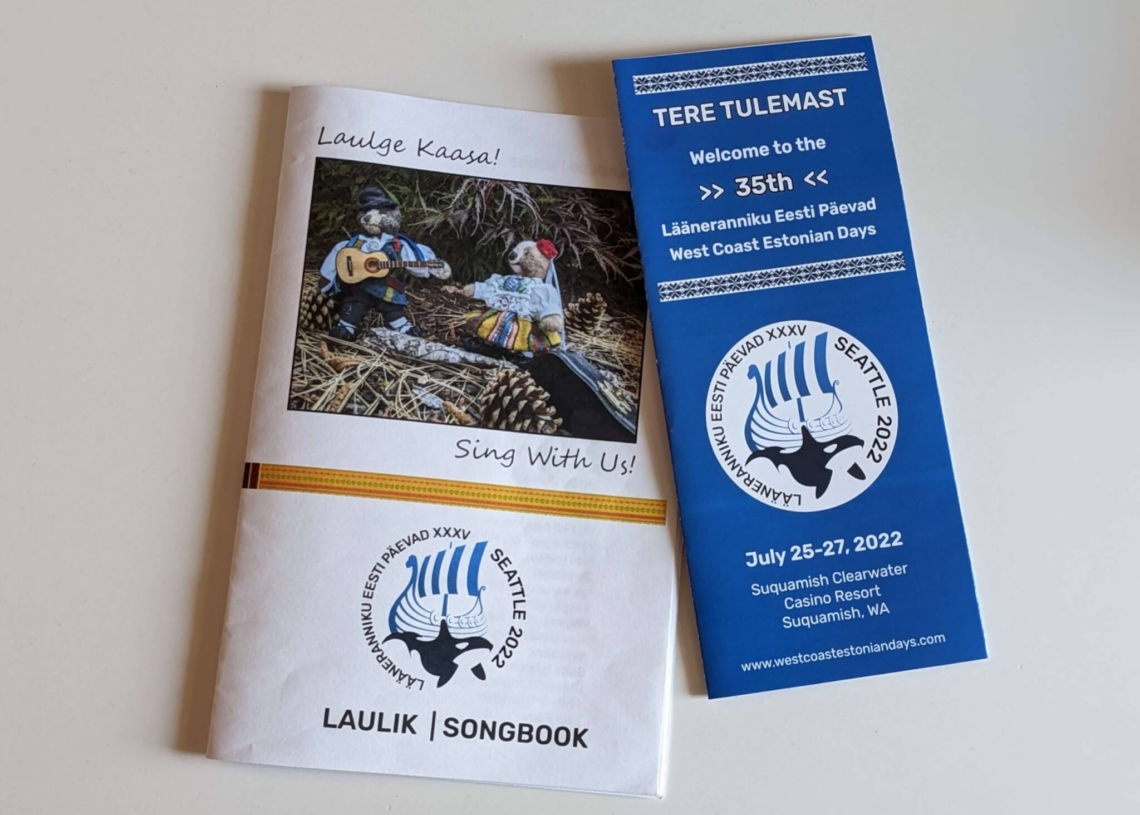 Laulge Kaasa!
Sing With Us!
LÄÄNERANNIKU EESTI PÄEVAD XXXV
SEATTLE 2022
LAULIK | SONGBOOK
TERE TULEMAST
Welcome to the
>> 35th <<
Lääneranniku Eesti Päevad
West Coast Estonian Days
LÄÄNERANNIKU EESTI PÄEVAD XXXV
SEATTLE 2022
July 25-27, 2022
Suquamish Clearwater
Casino Resort
Suquamish, WA
www.westcoastestoniandays.com